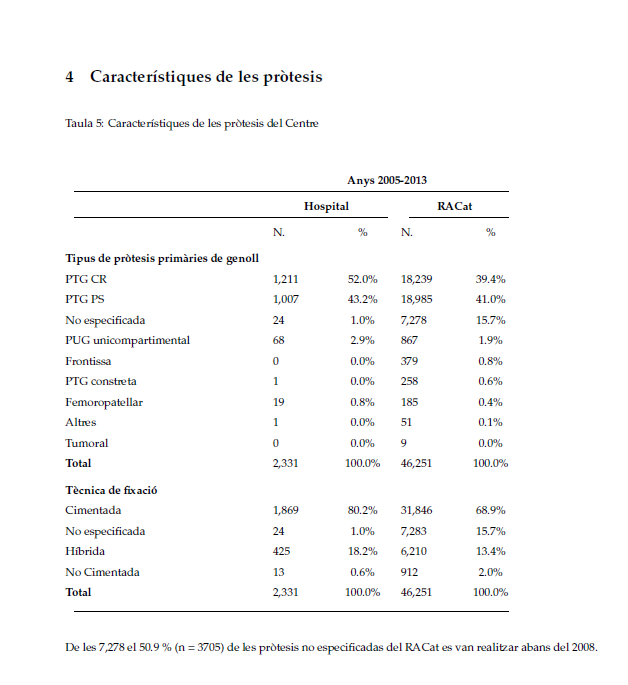 4 Característiques de les pròtesis
Taula 5: Característiques de les pròtesis del Centre
Anys 2005-2013
Hospital RACat
N. % N. %
Tipus de pròtesis primàries de genoll
PTG CR 1,211 52.0% 18,239 39.4%
PTG PS 1,007 43.2% 18,985 41.0%
No especificada 24 1.0% 7,278 15.7%
PUG unicompartimental 68 2.9% 867 1.9%
Frontissa 0 0.0% 379 0.8%
PTG constreta 1 0.0% 258 0.6%
Femoropatellar 19 0.8% 185 0.4%
Altres 1 0.0% 51 0.1%
Tumoral 0 0.0% 9 0.0%
Total 2,331 100.0% 46,251 100.0%
Tècnica de fixació
Cimentada 1,869 80.2% 31,846 68.9%
No especificada 24 1.0% 7,283 15.7%
Híbrida 425 18.2% 6,210 13.4%
No Cimentada 13 0.6% 912 2.0%
Total 2,331 100.0% 46,251 100.0%
De les 7,278 el 50.9 % (n = 3705) de les pròtesis no especificadas del RACat es van realitzar abans del 2008.